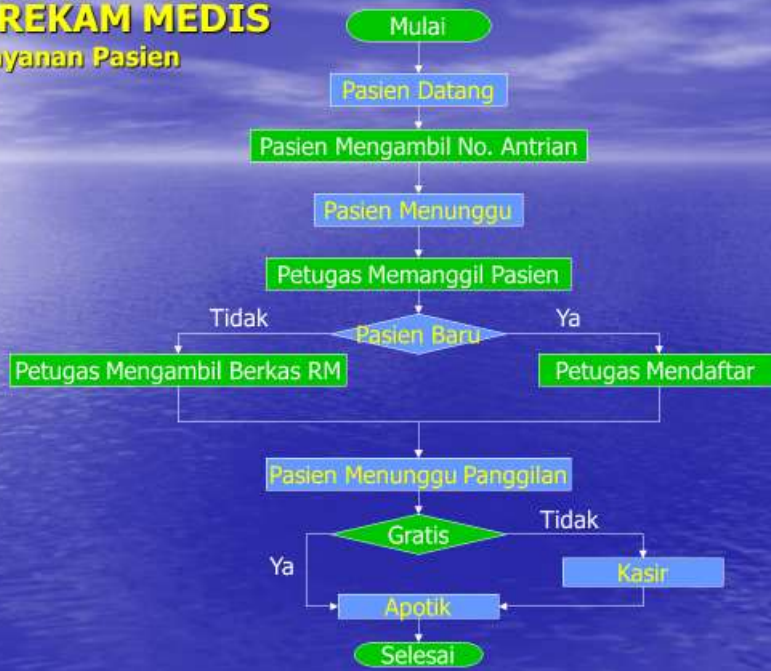 REKAM MEDIS
Pasien
Mulai
Pasien Datang
Pasien Mengambil No. Antrian
Pasien Menunggu
Petugas Memanggil Pasien
Tidak
Pasien Baru
Ya
Petugas Mengambil Berkas RM
Petugas Mendaftar
Pasien Menunggu Panggilan
Gratis
Tidak
Ya
Kasir
Apotik
Selesai